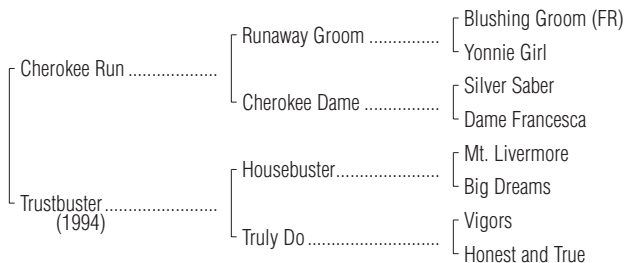 Blushing Groom (FR)
Runaway Groom ..............
Yonnie Girl
Cherokee Run ..................
Silver Saber
Cherokee Dame ...............
Dame Francesca
Mt. Livermore
Housebuster.....................
Big Dreams
Trustbuster.......................
(1994)
Vigors
Truly Do ...........................
Honest and True